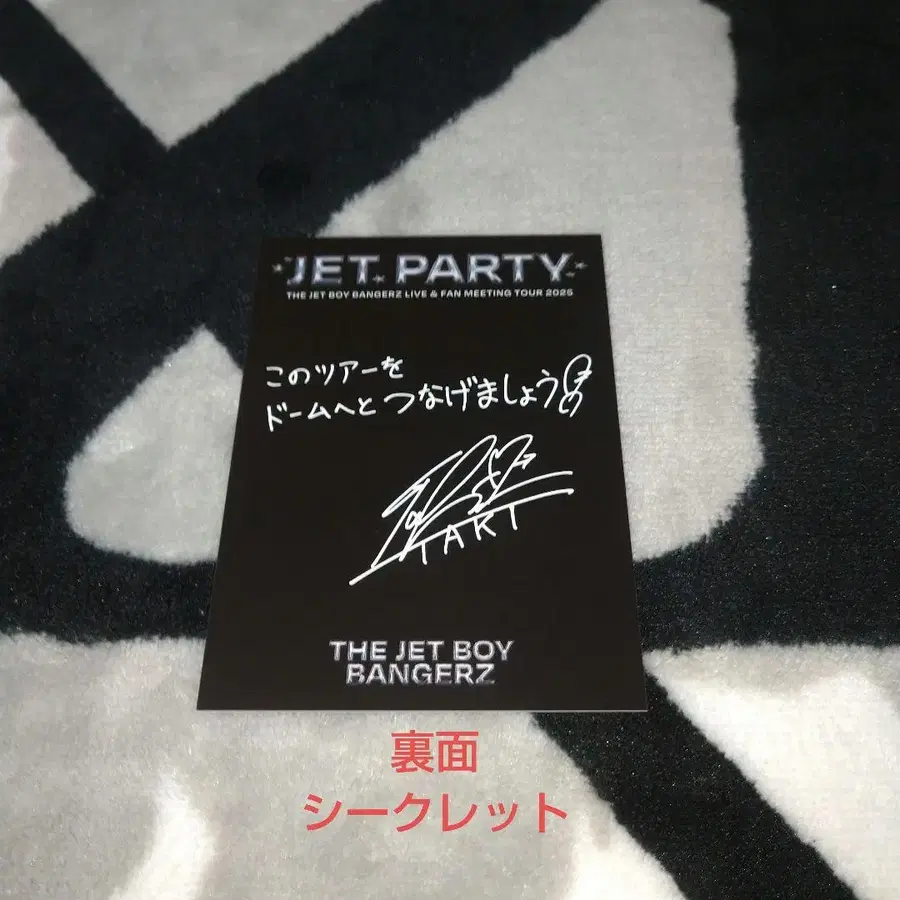 JET PARTY
THE JET BOY BANGERZ LIVE & FAN MEETING TOUR 2025
このツアーを
ドームへとつなげましょう
TAKI
THE JET BOY
BANGERZ
裏面
シークレット